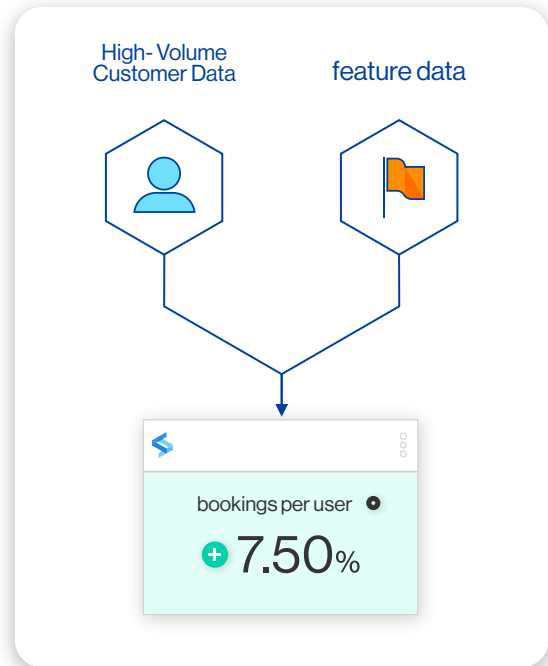 High- Volume
Customer Data
feature data
bookings per user
+ 7.50%